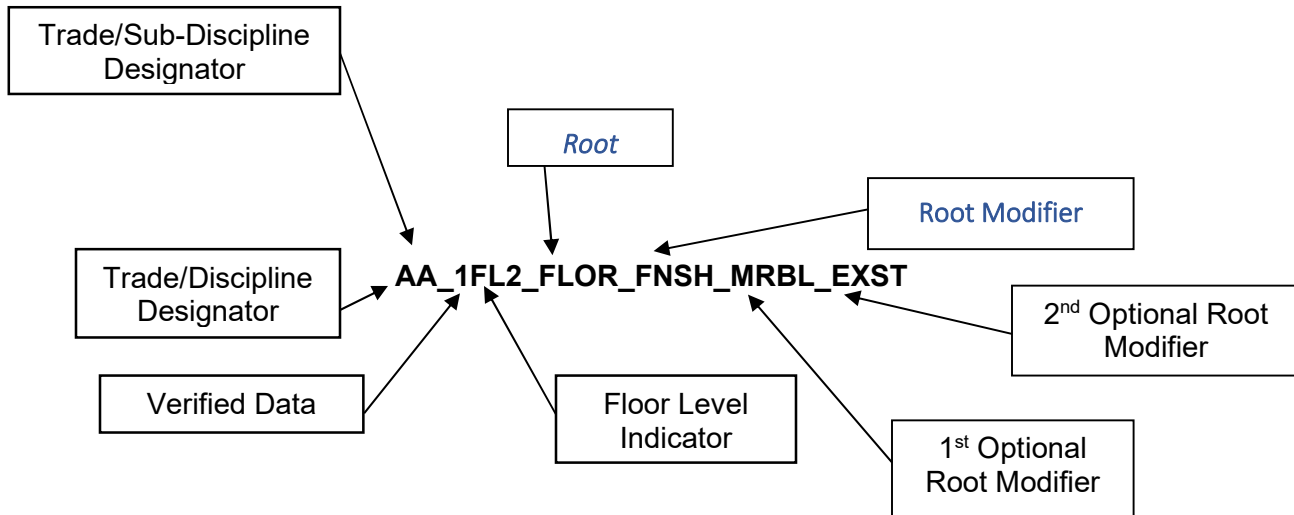 Trade/Sub-Discipline
Designator
Root
Root Modifier
Trade/Discipline
Designator
AA_1FL2_FLOR_FNSH_MRBL_EXST
2nd Optional Root
Modifier
Verified Data
Floor Level
Indicator
1st Optional
Root Modifier